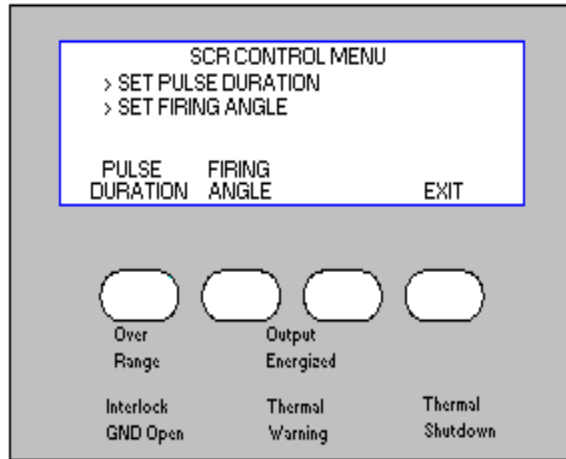 SCR CONTROL MENU
> SET PULSE DURATION
> SET FIRING ANGLE
PULSE FIRING
DURATION ANGLE EXIT
Over Output
Range Energized
Interlock Thermal Thermal
GND Open Warning Shutdown